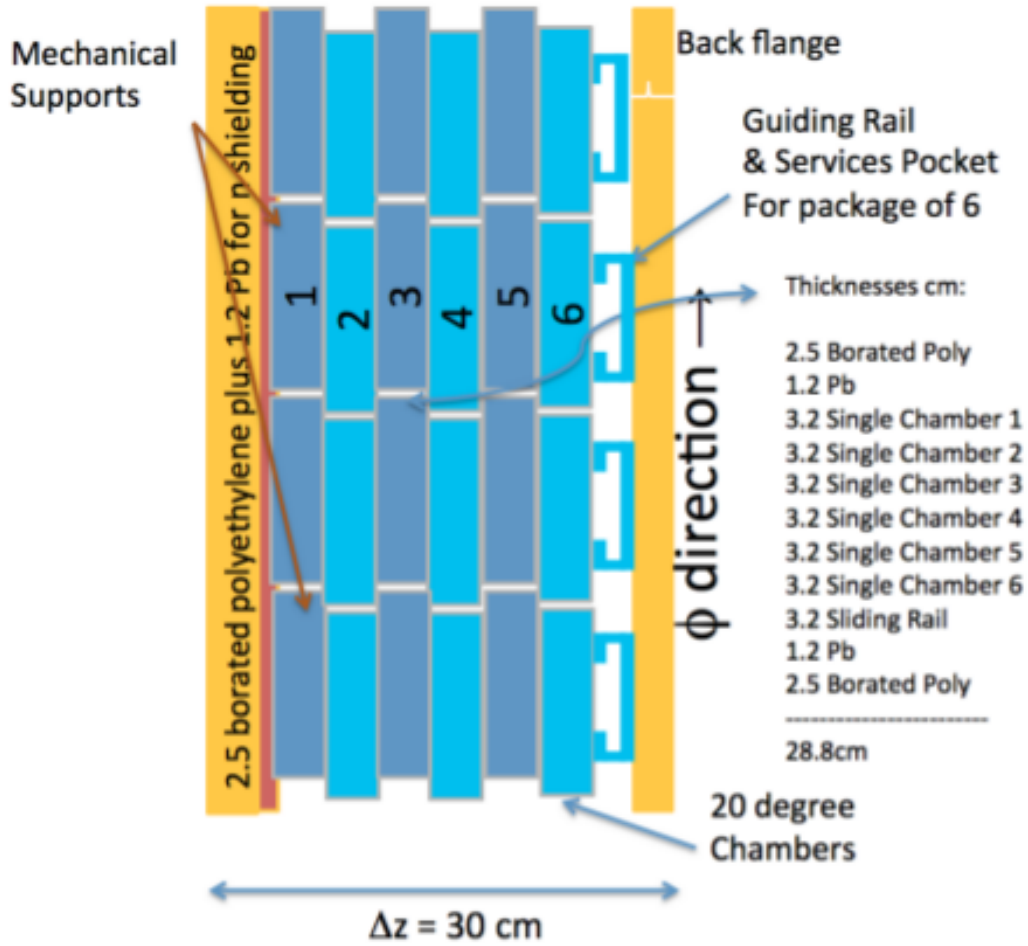 Mechanical
Supports
2.5 borated polyethylene plus 1.2 Pb for n shielding
1
2
3
4
5
6
Back flange
Guiding Rail
& Services Pocket
For package of 6
φ direction →
Thicknesses cm:
2.5 Borated Poly
1.2 Pb
3.2 Single Chamber 1
3.2 Single Chamber 2
3.2 Single Chamber 3
3.2 Single Chamber 4
3.2 Single Chamber 5
3.2 Single Chamber 6
3.2 Sliding Rail
1.2 Pb
2.5 Borated Poly
-------------------------
28.8cm
20 degree
Chambers
Δz = 30 cm